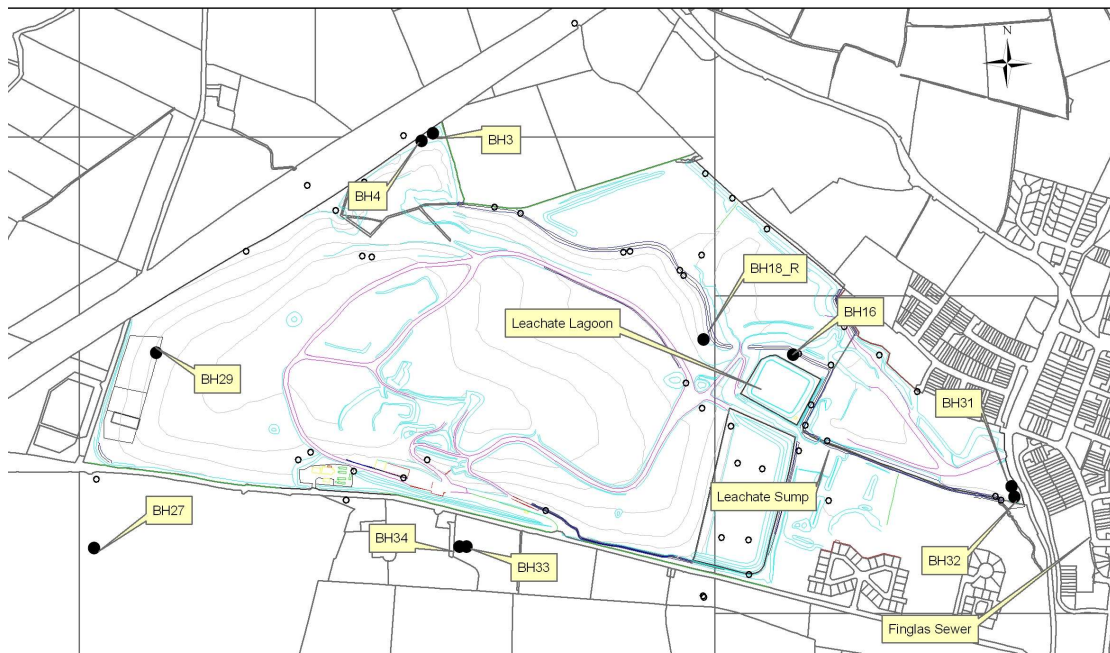 N
BH3
BH4
BH18_R
Leachate Lagoon
BH16
BH29
BH31
Leachate Sump
BH27
BH34
BH33
BH32
Finglas Sewer